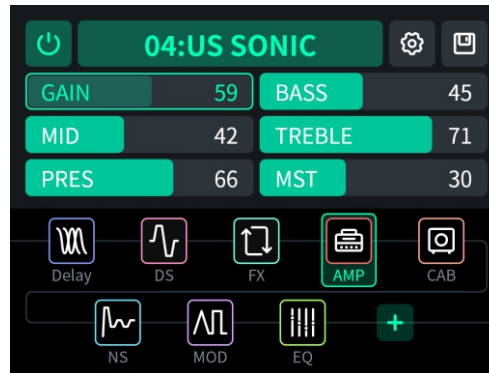 04:US SONIC
GAIN 59 BASS 45
MID 42 TREBLE 71
PRES 66 MST 30
Delay DS FX AMP CAB
NS MOD EQ +